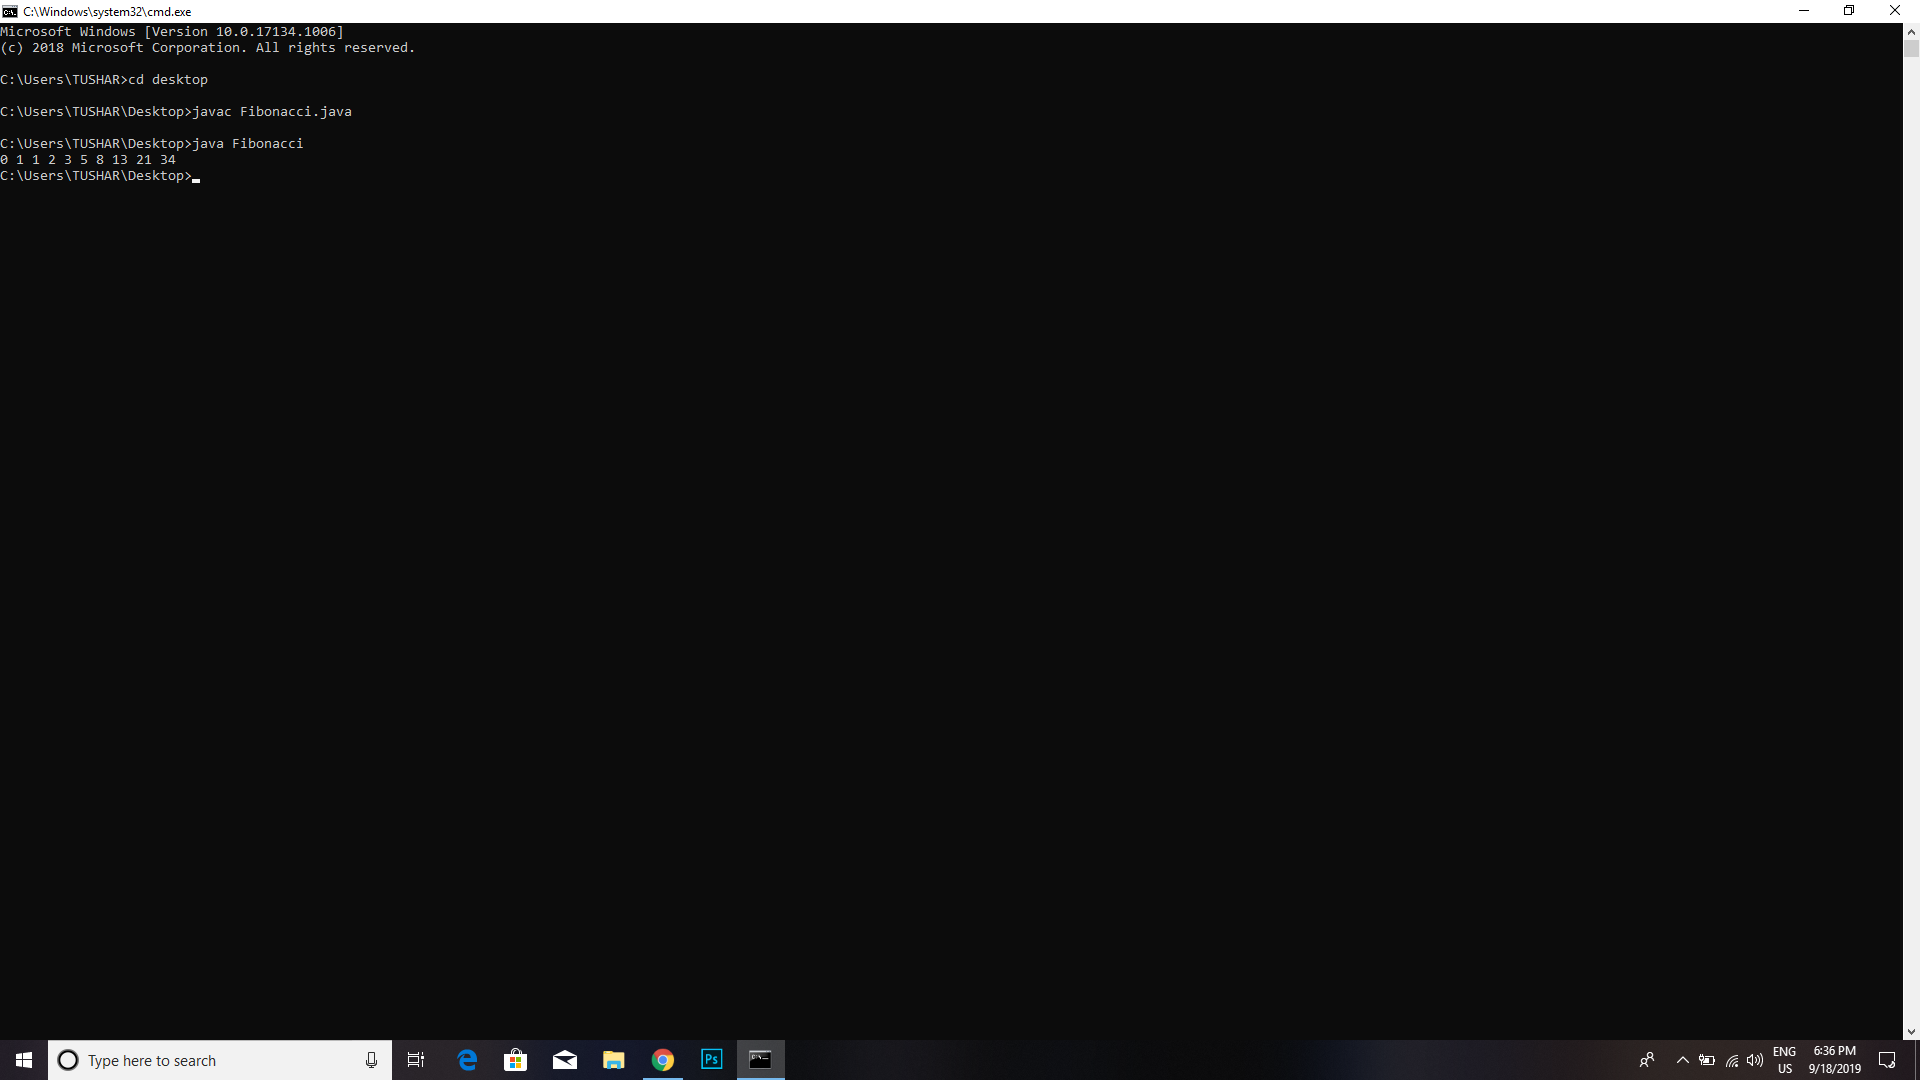 C:\Windows\system32\cmd.exe
Microsoft Windows [Version 10.0.17134.1006]
(c) 2018 Microsoft Corporation. All rights reserved.
C:\Users\TUSHAR>cd desktop
C:\Users\TUSHAR\Desktop>javac Fibonacci.java
C:\Users\TUSHAR\Desktop>java Fibonacci
0 1 1 2 3 5 8 13 21 34
C:\Users\TUSHAR\Desktop>
Type here to search
Ps
ENG
US
6:36 PM
9/18/2019